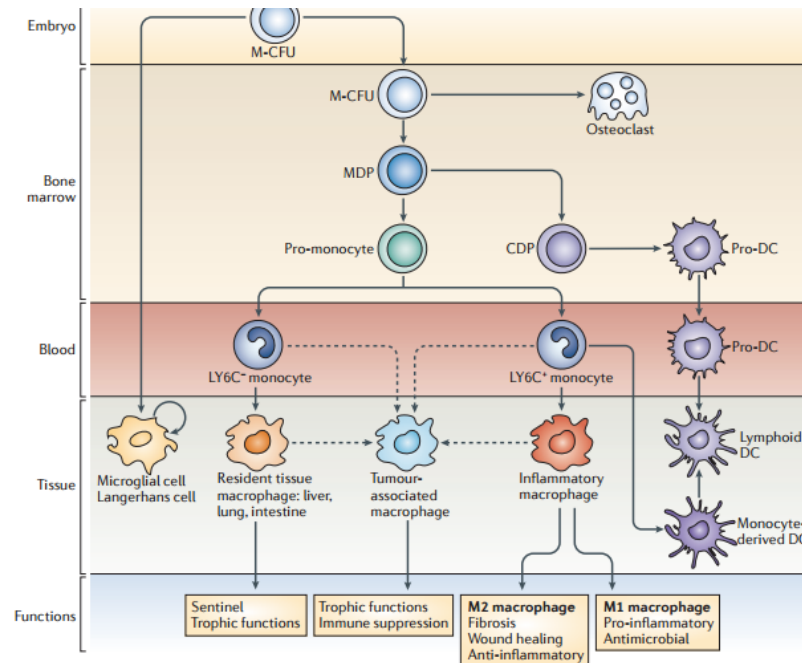 Embryo
M-CFU
M-CFU
Osteoclast
Bone
marrow
MDP
Pro-monocyte
CDP
Pro-DC
Blood
LY6C⁻ monocyte
LY6C⁺ monocyte
Pro-DC
Tissue
Microglial cell
Langerhans cell
Resident tissue
macrophage: liver,
lung, intestine
Tumour-
associated
macrophage
Inflammatory
macrophage
Lymphoid
DC
Monocyte-
derived DC
Functions
Sentinel
Trophic functions
Trophic functions
Immune suppression
M2 macrophage
Fibrosis
Wound healing
Anti-inflammatory
M1 macrophage
Pro-inflammatory
Antimicrobial